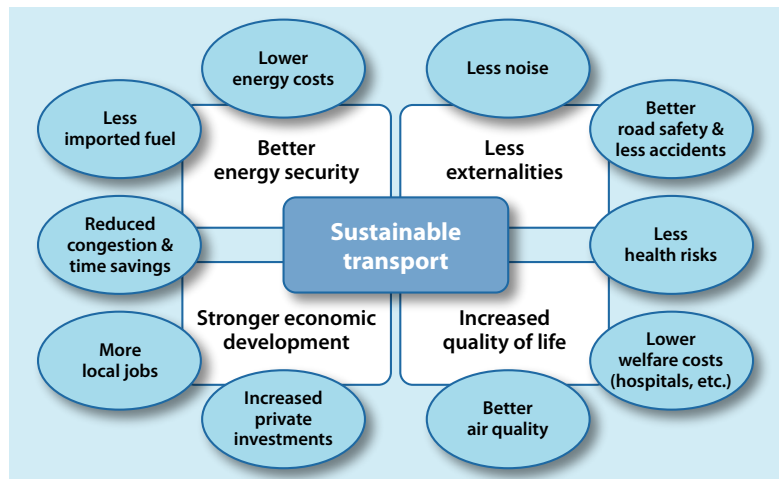 Lower
energy costs
Less noise
Less
imported fuel
Better
road safety &
less accidents
Better
energy security
Less
externalities
Reduced
congestion &
time savings
Sustainable
transport
Less
health risks
Stronger economic
development
Increased
quality of life
More
local jobs
Lower
welfare costs
(hospitals, etc.)
Increased
private
investments
Better
air quality